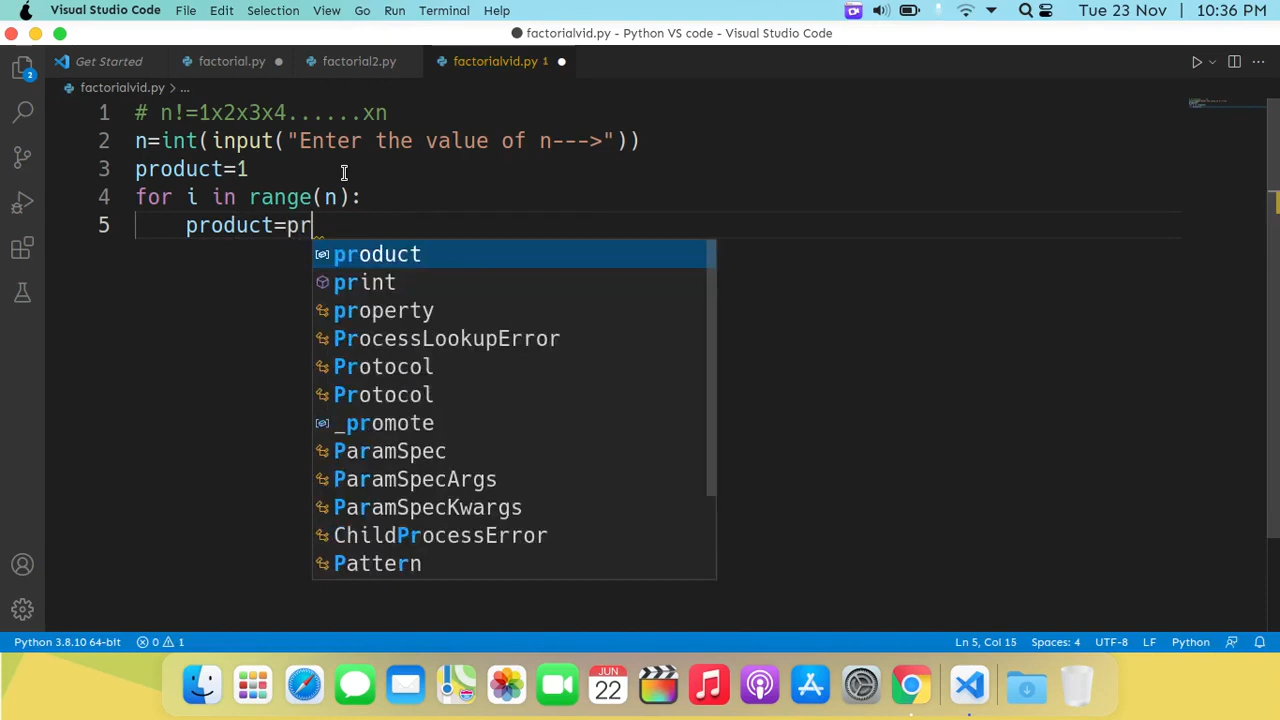 Visual Studio Code File Edit Selection View Go Run Terminal Help Tue 23 Nov 10:36 PM
factorialvid.py - Python VS code - Visual Studio Code
Get Started factorial.py factorial2.py factorialvid.py 1
factorialvid.py > ...
1 # n!=1x2x3x4......xn
2 n=int(input("Enter the value of n--->"))
3 product=1
4 for i in range(n):
5 product=pr
product
print
property
ProcessLookupError
Protocol
Protocol
_promote
ParamSpec
ParamSpecArgs
ParamSpecKwargs
ChildProcessError
Pattern
2
Python 3.8.10 64-bit 0 1 Ln 5, Col 15 Spaces: 4 UTF-8 LF Python
JUN
22